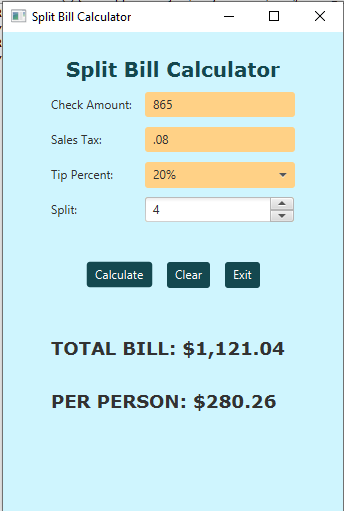 Split Bill Calculator
Split Bill Calculator
Check Amount: 865
Sales Tax: .08
Tip Percent: 20%
Split: 4
Calculate Clear Exit
TOTAL BILL: $1,121.04
PER PERSON: $280.26